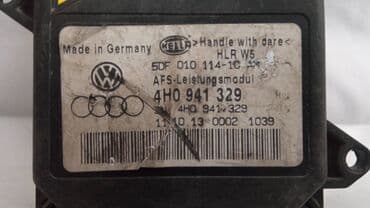 Made in Germany HELLA >Handle with care<
HLR W5
5DF 010 114-10
AFS-Leistungsmodul
4H0 941 329
4H0 941 329
11.10.13 0002 1039